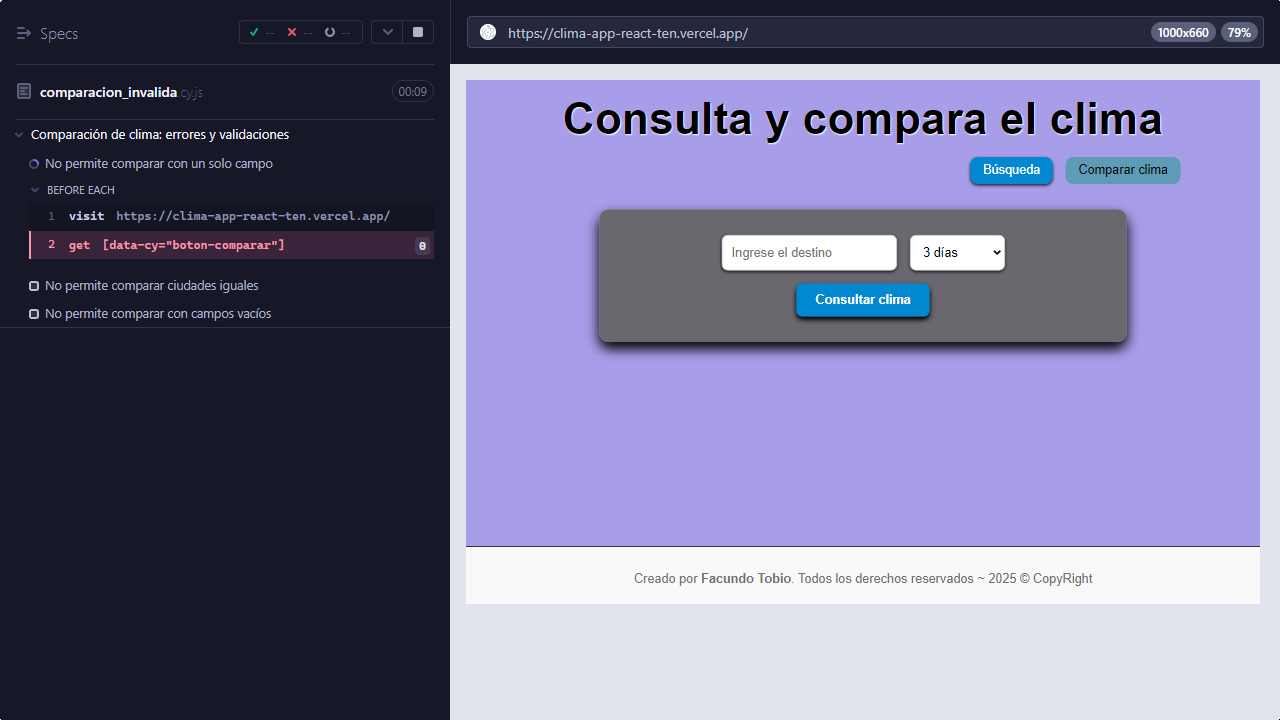 Specs
-- -- --
comparacion_invalida.cy.js 00:09
Comparación de clima: errores y validaciones
No permite comparar con un solo campo
BEFORE EACH
1 visit https://clima-app-react-ten.vercel.app/
2 get [data-cy="boton-comparar"] 0
No permite comparar ciudades iguales
No permite comparar con campos vacíos
https://clima-app-react-ten.vercel.app/ 1000x660 79%
Consulta y compara el clima
Búsqueda Comparar clima
Ingrese el destino 3 días
Consultar clima
Creado por Facundo Tobio. Todos los derechos reservados ~ 2025 © CopyRight